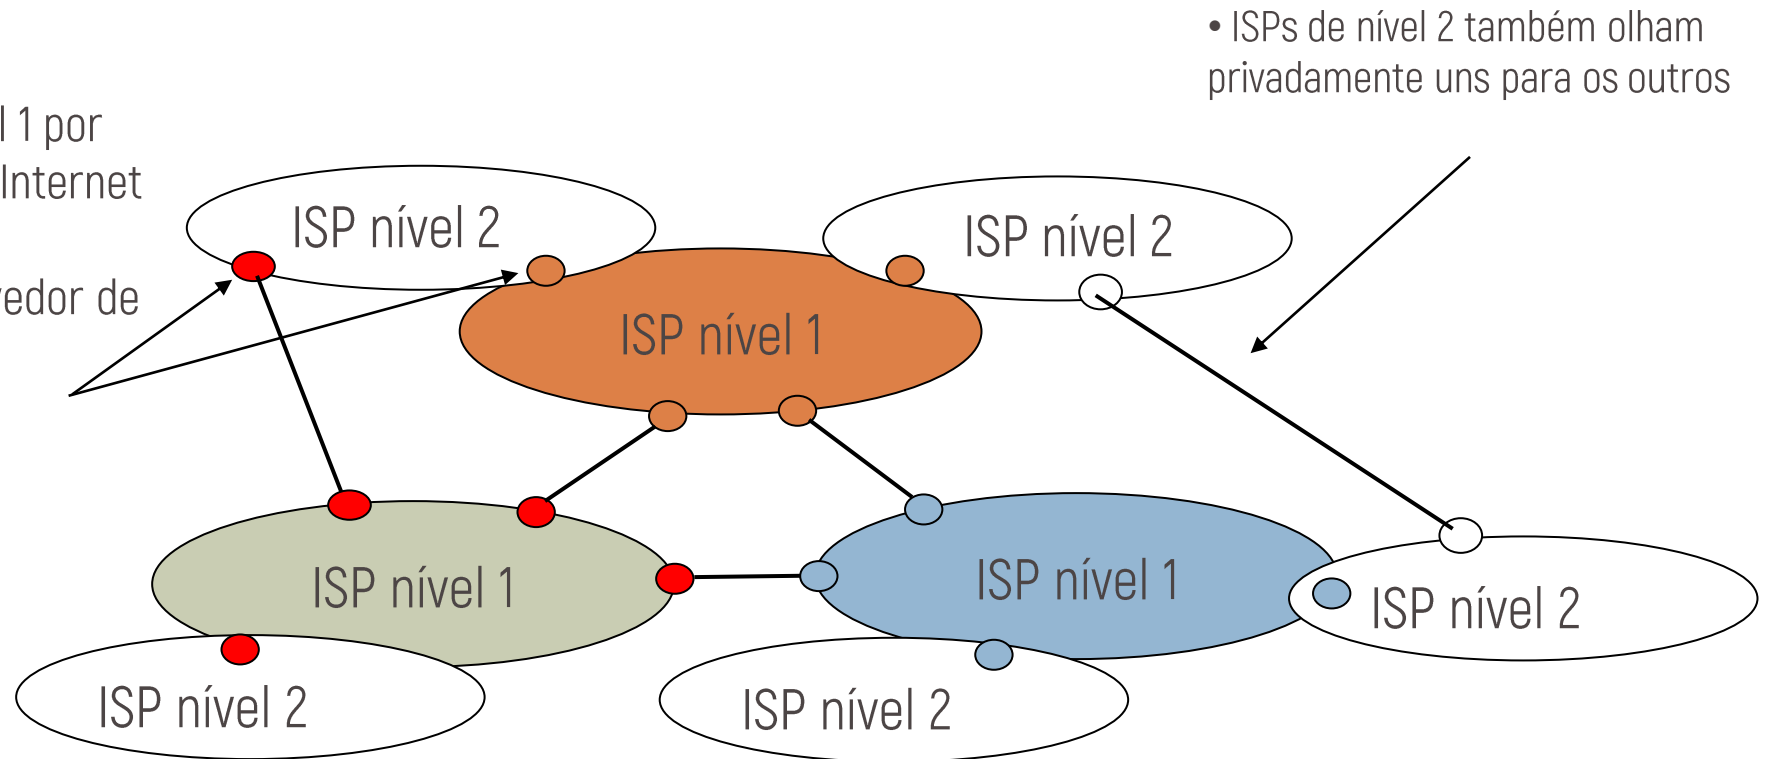 • ISPs de nível 2 também olham
privadamente uns para os outros
1 por
Internet
de
ISP nível 2
ISP nível 2
ISP nível 1
ISP nível 1
ISP nível 1
ISP nível 2
ISP nível 2
ISP nível 2